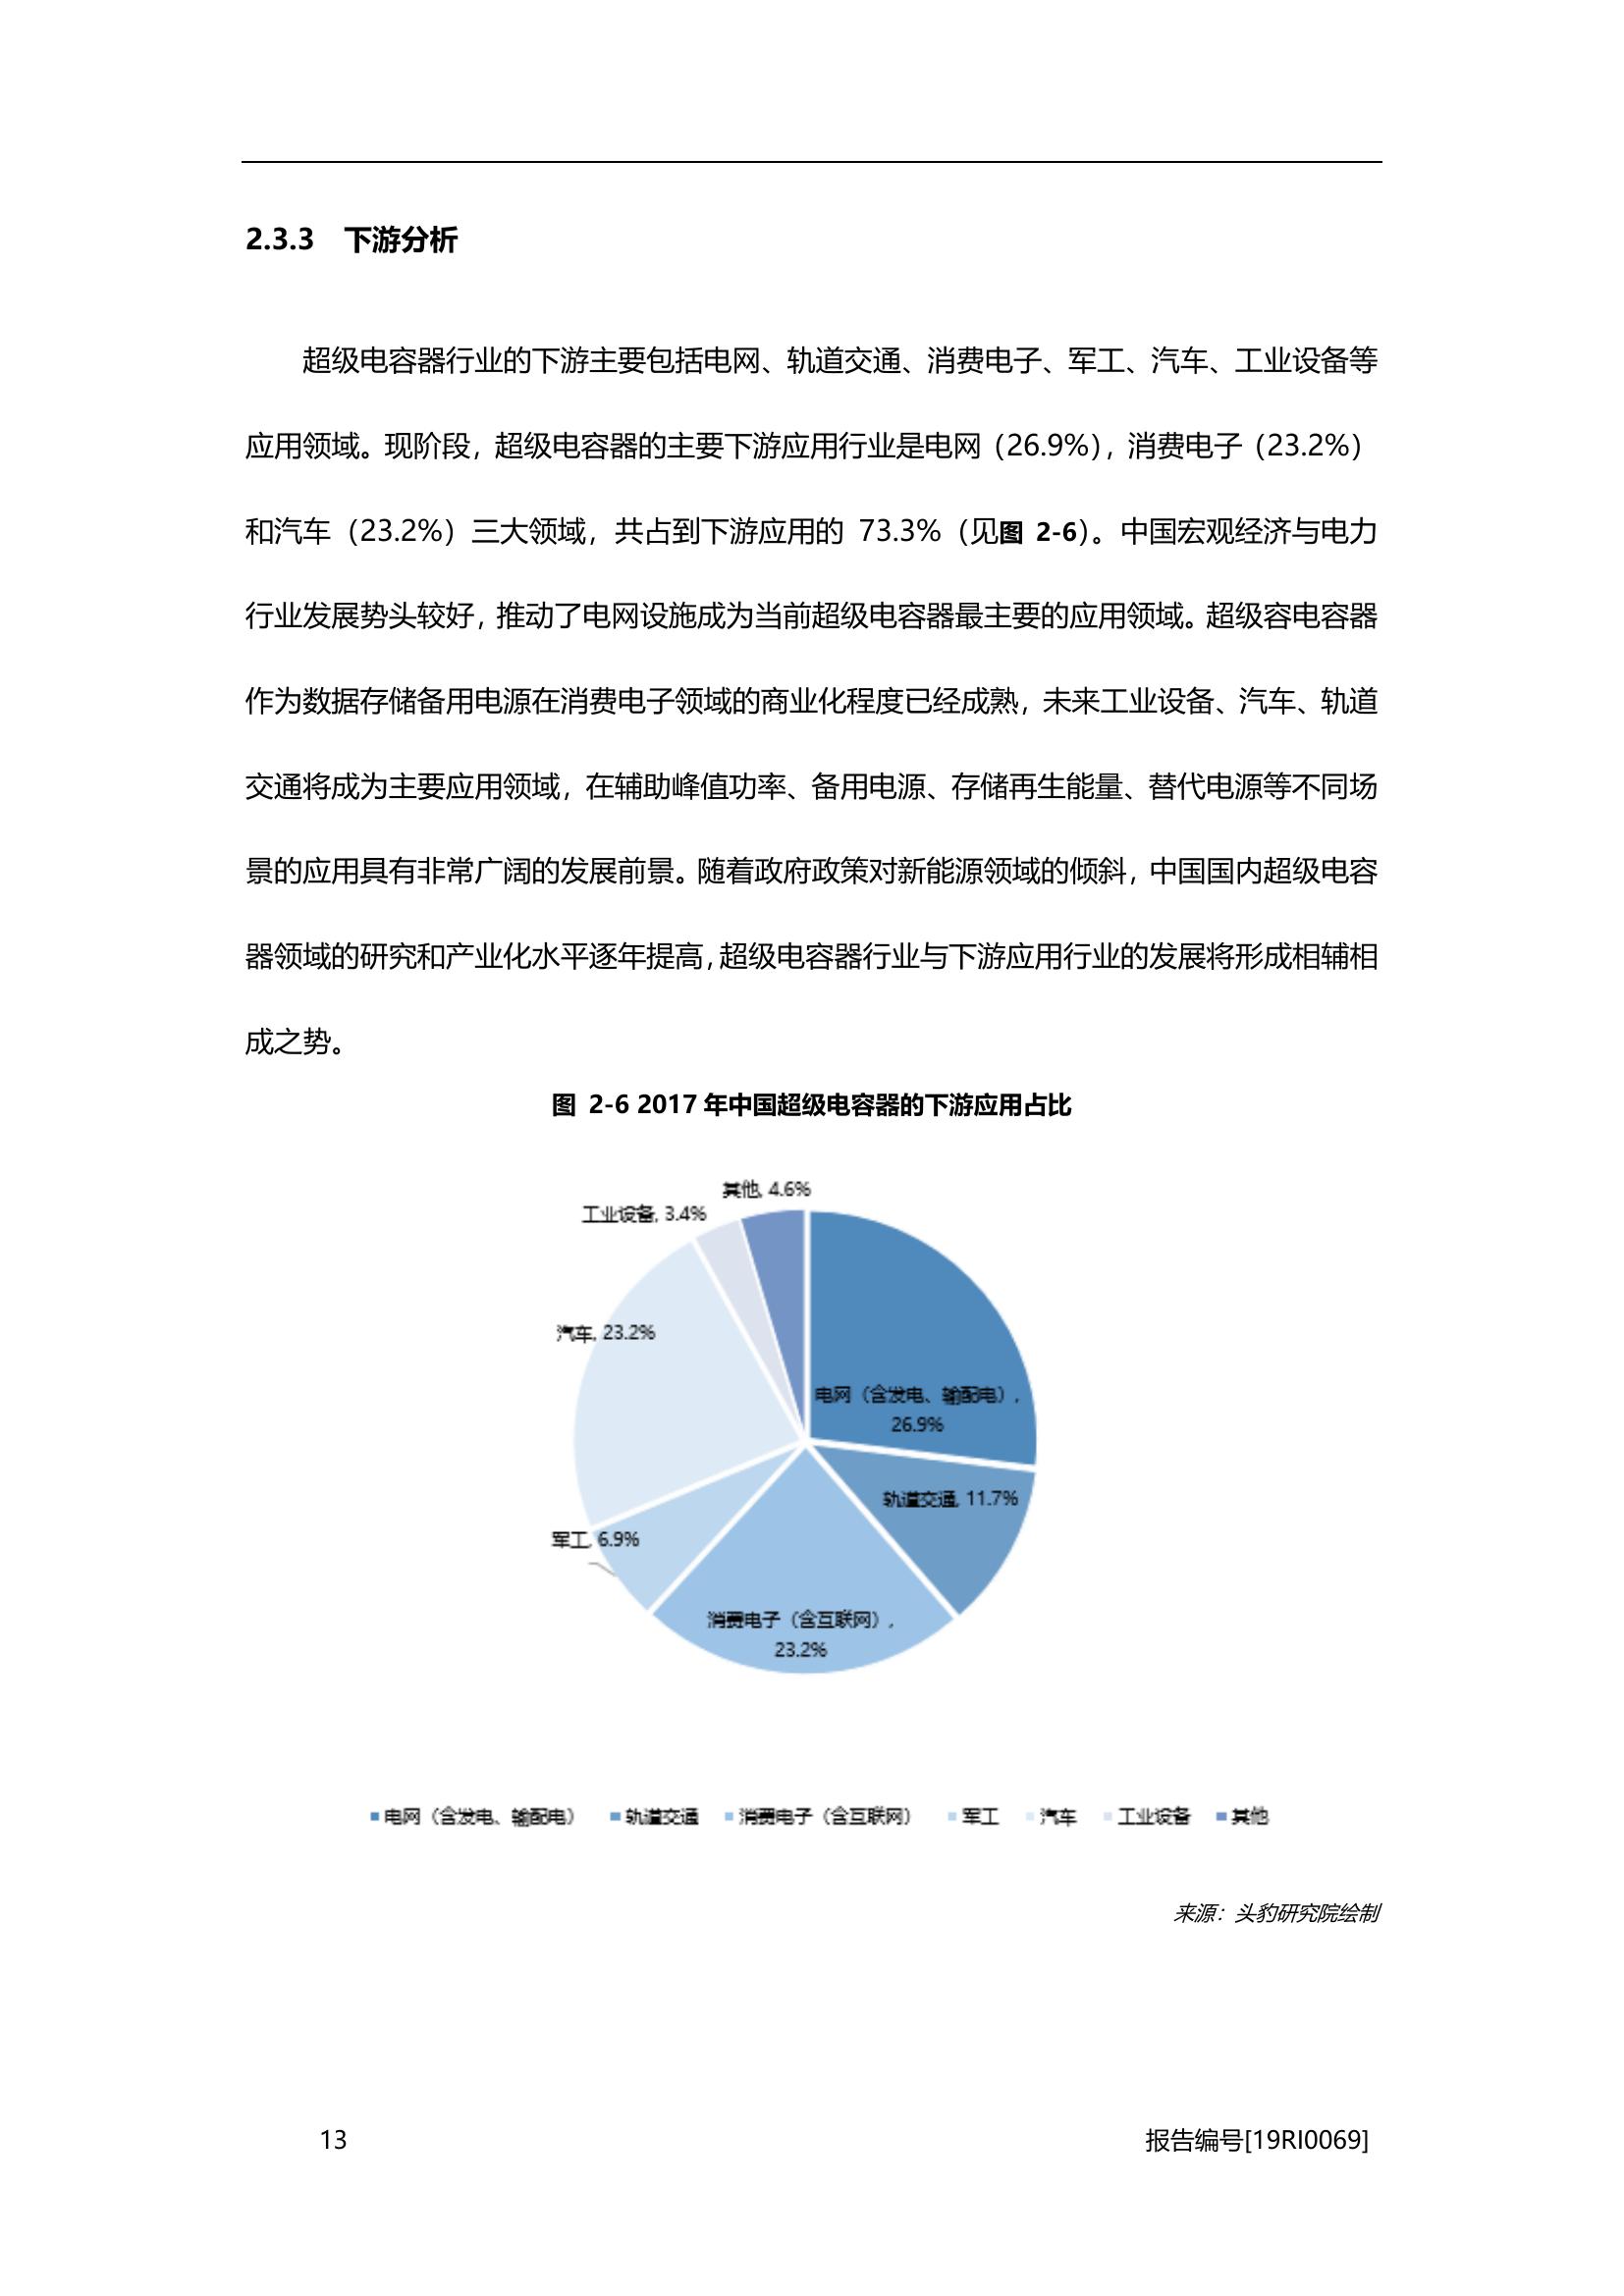 2.3.3 下游分析
超级电容器行业的下游主要包括电网、轨道交通、消费电子、军工、汽车、工业设备等
应用领域。现阶段，超级电容器的主要下游应用行业是电网（26.9%），消费电子（23.2%）
和汽车（23.2%）三大领域，共占到下游应用的 73.3%（见图 2-6）。中国宏观经济与电力
行业发展势头较好，推动了电网设施成为当前超级电容器最主要的应用领域。超级容电容器
作为数据存储备用电源在消费电子领域的商业化程度已经成熟，未来工业设备、汽车、轨道
交通将成为主要应用领域，在辅助峰值功率、备用电源、存储再生能量、替代电源等不同场
景的应用具有非常广阔的发展前景。随着政府政策对新能源领域的倾斜，中国国内超级电容
器领域的研究和产业化水平逐年提高，超级电容器行业与下游应用行业的发展将形成相辅相
成之势。
图 2-6 2017 年中国超级电容器的下游应用占比
其他, 4.6%
工业设备, 3.4%
汽车, 23.2%
电网（含发电、输配电）,
26.9%
轨道交通, 11.7%
军工, 6.9%
消费电子（含互联网）,
23.2%
电网（含发电、输配电） 轨道交通 消费电子（含互联网） 军工 汽车 工业设备 其他
来源：头豹研究院绘制
13 报告编号[19RI0069]